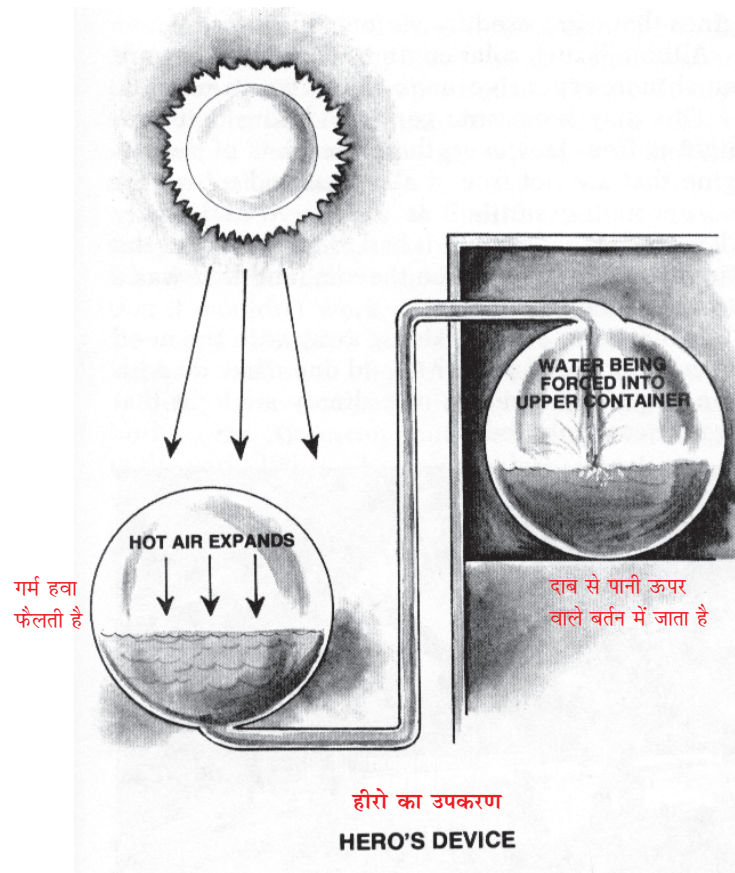 WATER BEING
FORCED INTO
UPPER CONTAINER
HOT AIR EXPANDS
गर्म हवा
फैलती है
दाब से पानी ऊपर
वाले बर्तन में जाता है
हीरो का उपकरण
HERO'S DEVICE